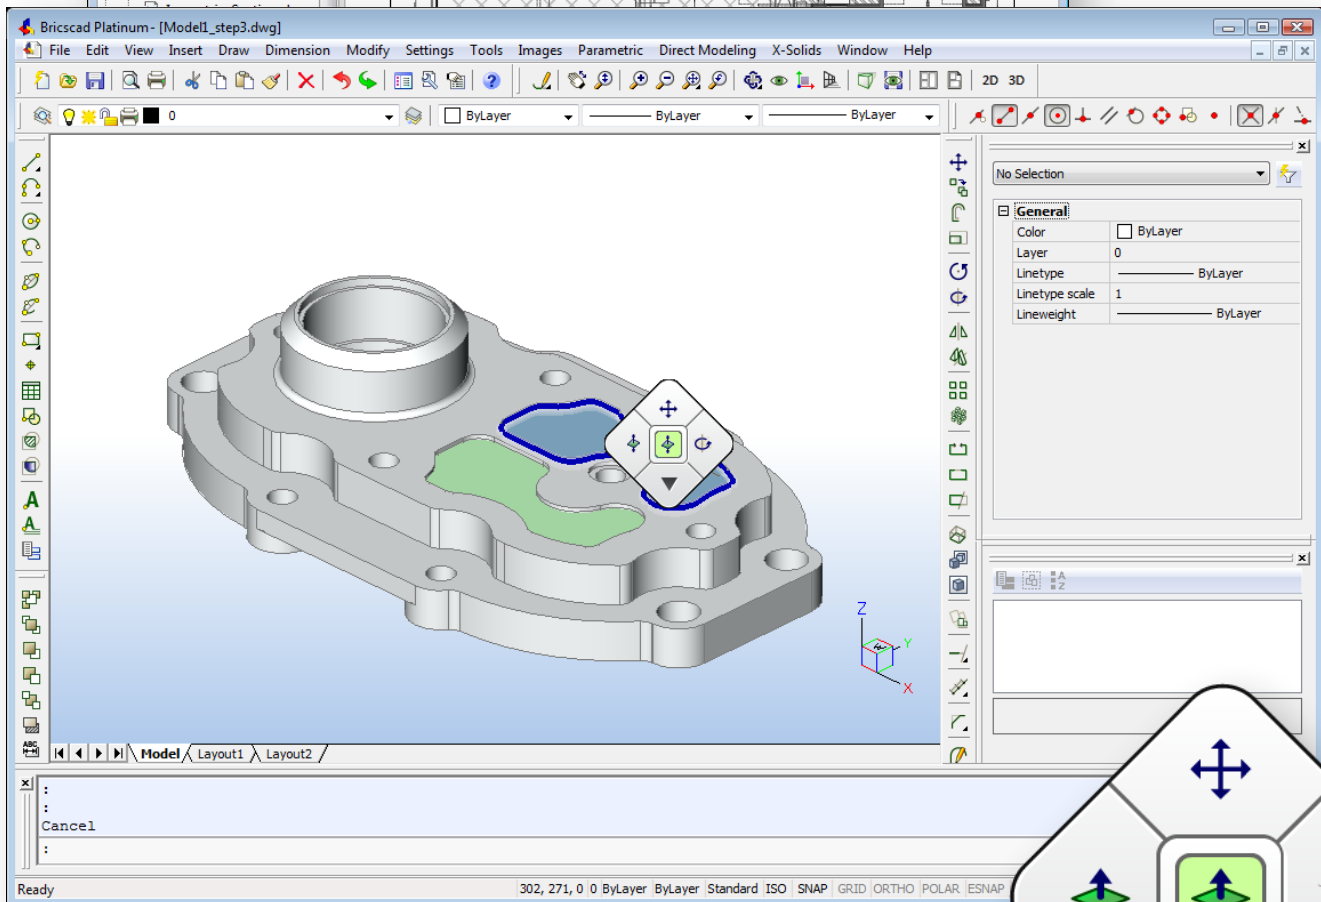 Bricscad Platinum- [Model1_step3.dwg]
File Edit View Insert Draw Dimension Modify Settings Tools Images Parametric Direct Modeling X-Solids Window Help
2D 3D
0 ByLayer ByLayer ByLayer
No Selection
General
Color ByLayer
Layer 0
Linetype ByLayer
Linetype scale 1
Lineweight ByLayer
A
A
A
Z
Z
Y
X
ABC
Model Layout1 Layout2
:
:
Cancel
:
Ready 302, 271, 0 0 ByLayer ByLayer Standard ISO SNAP GRID ORTHO POLAR ESNAP